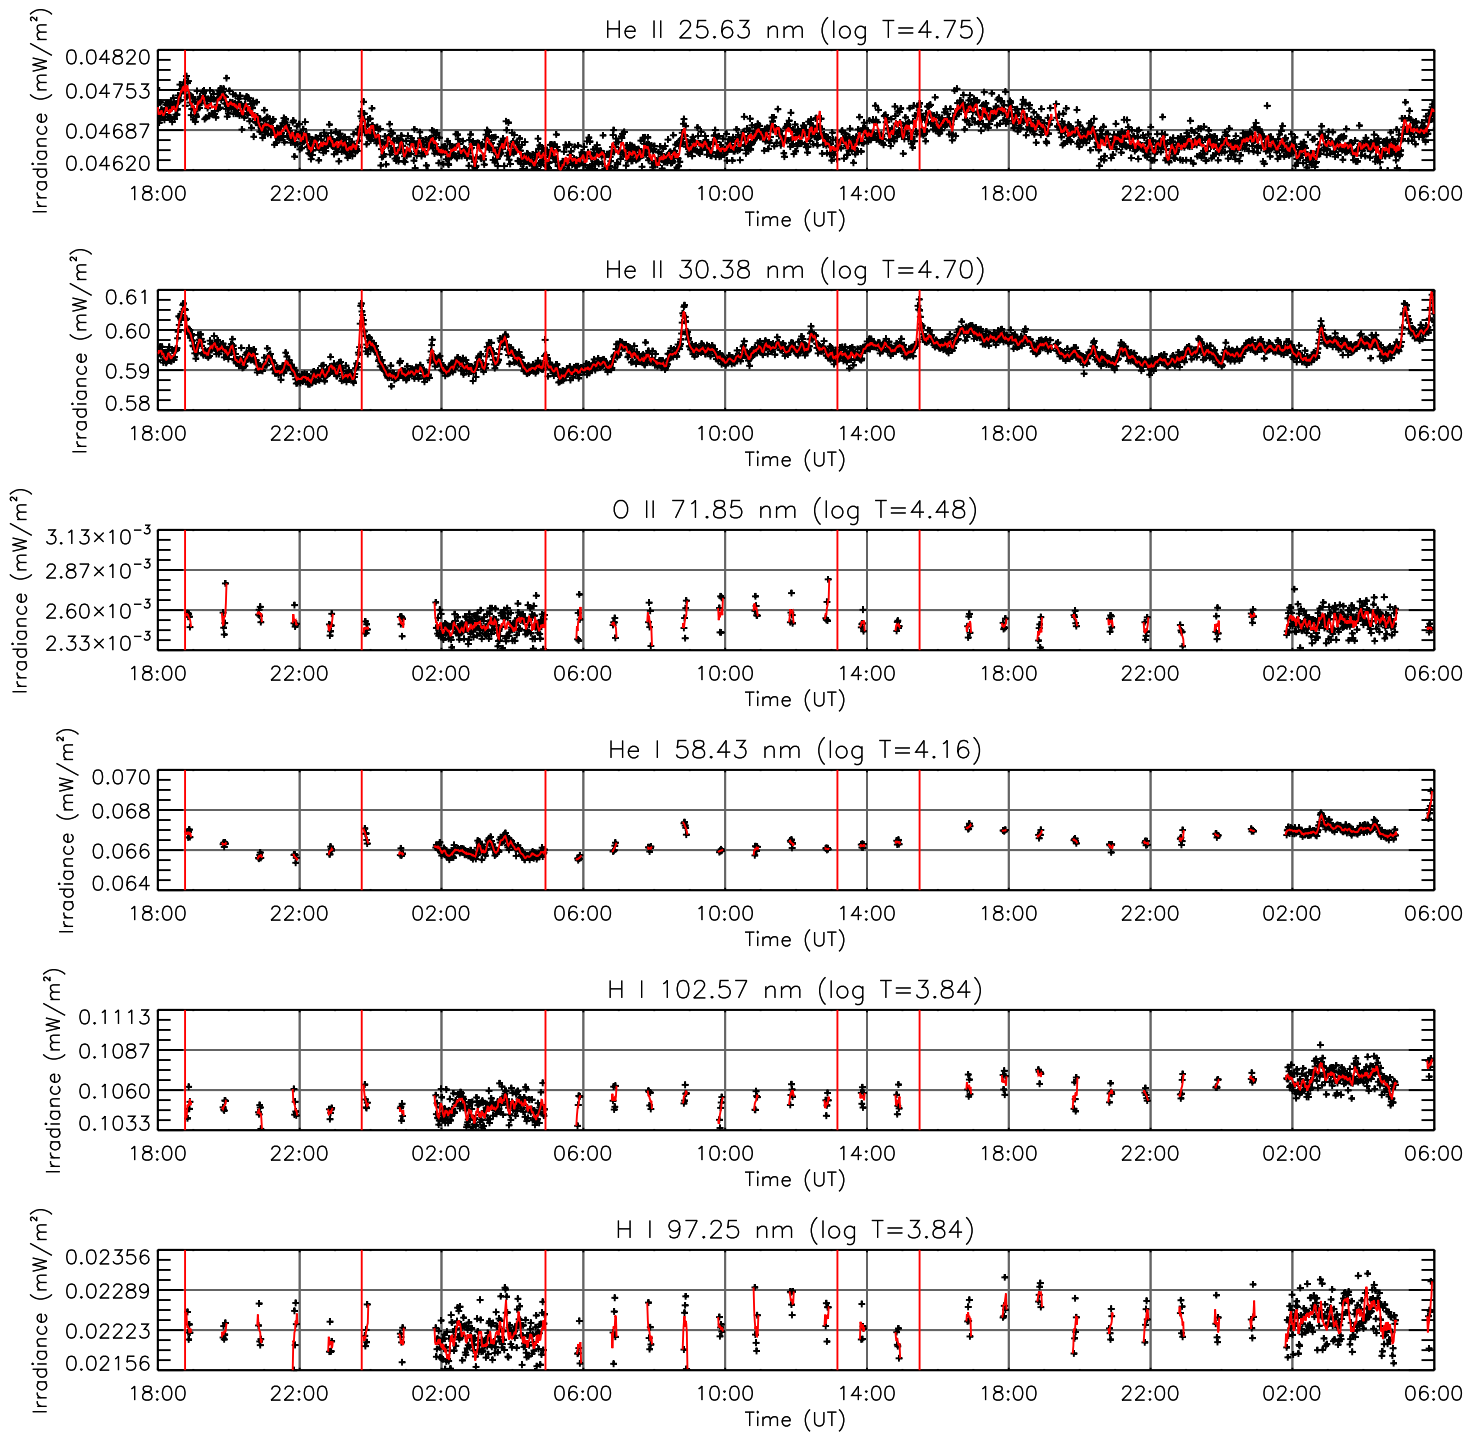 He II 25.63 nm (log T=4.75)
Irradiance (mW/m²)
0.04820
0.04753
0.04687
0.04620
18:00 22:00 02:00 06:00 10:00 14:00 18:00 22:00 02:00 06:00
Time (UT)
He II 30.38 nm (log T=4.70)
Irradiance (mW/m²)
0.61
0.60
0.59
0.58
18:00 22:00 02:00 06:00 10:00 14:00 18:00 22:00 02:00 06:00
Time (UT)
O II 71.85 nm (log T=4.48)
Irradiance (mW/m²)
3.13×10⁻³
2.87×10⁻³
2.60×10⁻³
2.33×10⁻³
18:00 22:00 02:00 06:00 10:00 14:00 18:00 22:00 02:00 06:00
Time (UT)
He I 58.43 nm (log T=4.16)
Irradiance (mW/m²)
0.070
0.068
0.066
0.064
18:00 22:00 02:00 06:00 10:00 14:00 18:00 22:00 02:00 06:00
Time (UT)
H I 102.57 nm (log T=3.84)
Irradiance (mW/m²)
0.1113
0.1087
0.1060
0.1033
18:00 22:00 02:00 06:00 10:00 14:00 18:00 22:00 02:00 06:00
Time (UT)
H I 97.25 nm (log T=3.84)
Irradiance (mW/m²)
0.02356
0.02289
0.02223
0.02156
18:00 22:00 02:00 06:00 10:00 14:00 18:00 22:00 02:00 06:00
Time (UT)